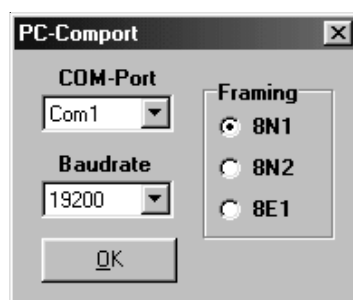 PC-Comport
COM-Port
Com1
Baudrate
19200
OK
Framing
8N1
8N2
8E1